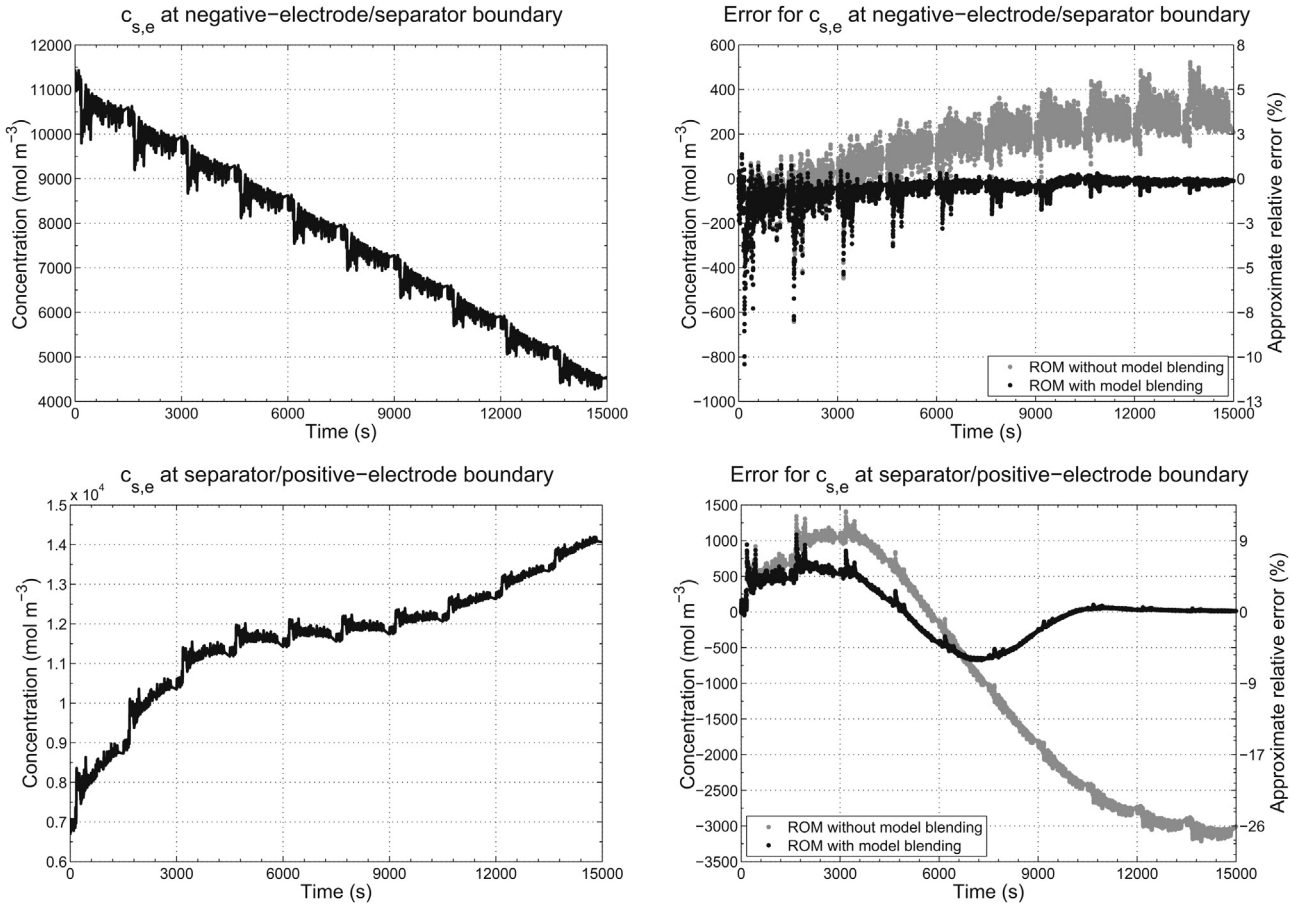 c_{s,e} at negative−electrode/separator boundary
12000
11000
10000
9000
8000
7000
6000
5000
4000
Concentration (mol m^{−3})
0 3000 6000 9000 12000 15000
Time (s)
Error for c_{s,e} at negative−electrode/separator boundary
600
400
200
0
−200
−400
−600
−800
−1000
Concentration (mol m^{−3})
8
5
3
0
−3
−5
−8
−10
−13
Approximate relative error (%)
ROM without model blending
ROM with model blending
0 3000 6000 9000 12000 15000
Time (s)
c_{s,e} at separator/positive−electrode boundary
x 10^4
1.5
1.4
1.3
1.2
1.1
1
0.9
0.8
0.7
0.6
Concentration (mol m^{−3})
0 3000 6000 9000 12000 15000
Time (s)
Error for c_{s,e} at separator/positive−electrode boundary
1500
1000
500
0
−500
−1000
−1500
−2000
−2500
−3000
−3500
Concentration (mol m^{−3})
9
0
−9
−17
−26
Approximate relative error (%)
ROM without model blending
ROM with model blending
0 3000 6000 9000 12000 15000
Time (s)